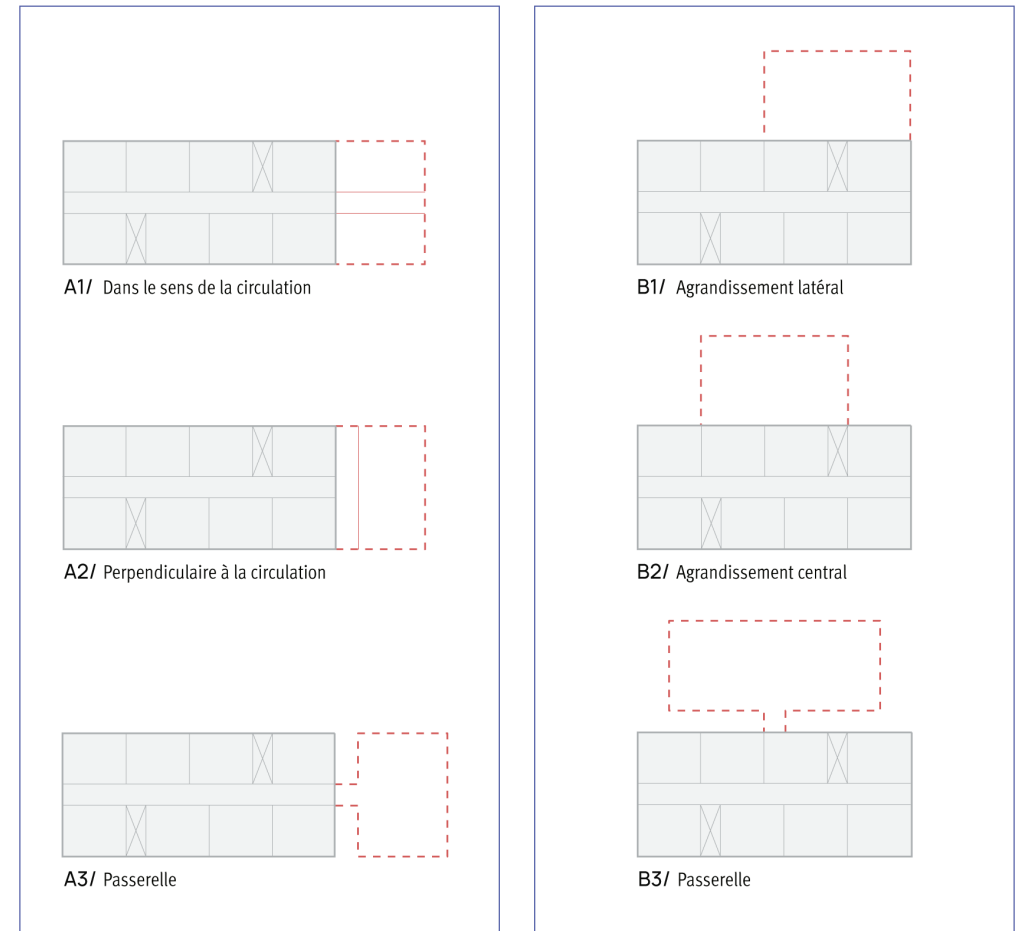 A1/ Dans le sens de la circulation
A2/ Perpendiculaire à la circulation
A3/ Passerelle
B1/ Agrandissement latéral
B2/ Agrandissement central
B3/ Passerelle